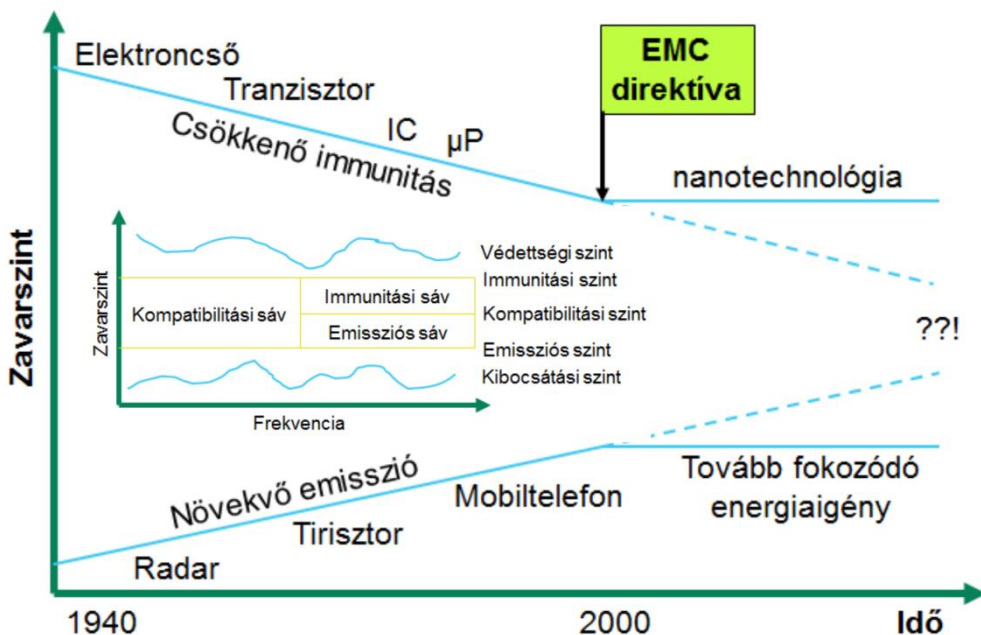 Elektroncső
Tranzisztor
IC
µP
Csökkenő immunitás
EMC
direktíva
nanotechnológia
Zavarszint
Zavarszint
Védettségi szint
Immunitási szint
Kompatibilitási sáv
Immunitási sáv
Kompatibilitási szint
Emissziós sáv
Emissziós szint
Kibocsátási szint
Frekvencia
??!
Növekvő emisszió
Radar
Tirisztor
Mobiltelefon
Tovább fokozódó
energiaigény
1940
2000
Idő